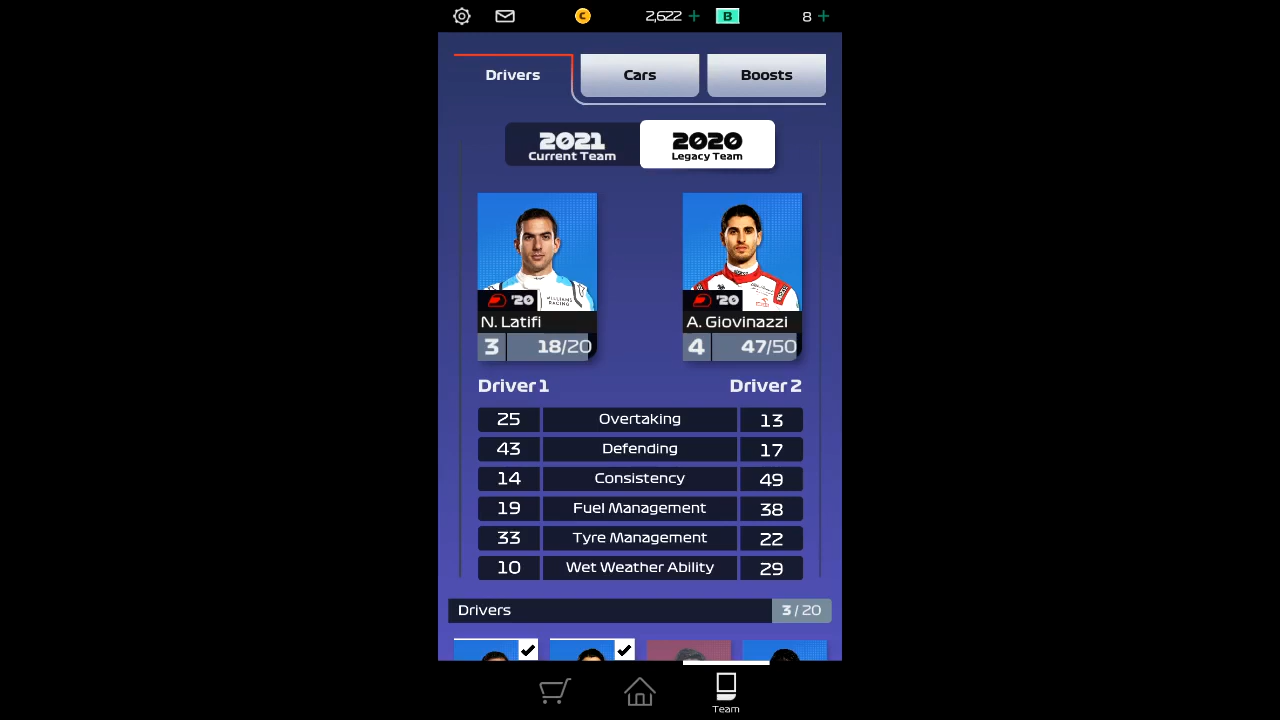 C 2,622 + B 8 +
Drivers Cars Boosts
2021 2020
Current Team Legacy Team
WILLIAMS
RACING
'20 '20
N. Latifi A. Giovinazzi
3 18/20 4 47/50
Driver 1 Driver 2
25 Overtaking 13
43 Defending 17
14 Consistency 49
19 Fuel Management 38
33 Tyre Management 22
10 Wet Weather Ability 29
Drivers 3 / 20
Team